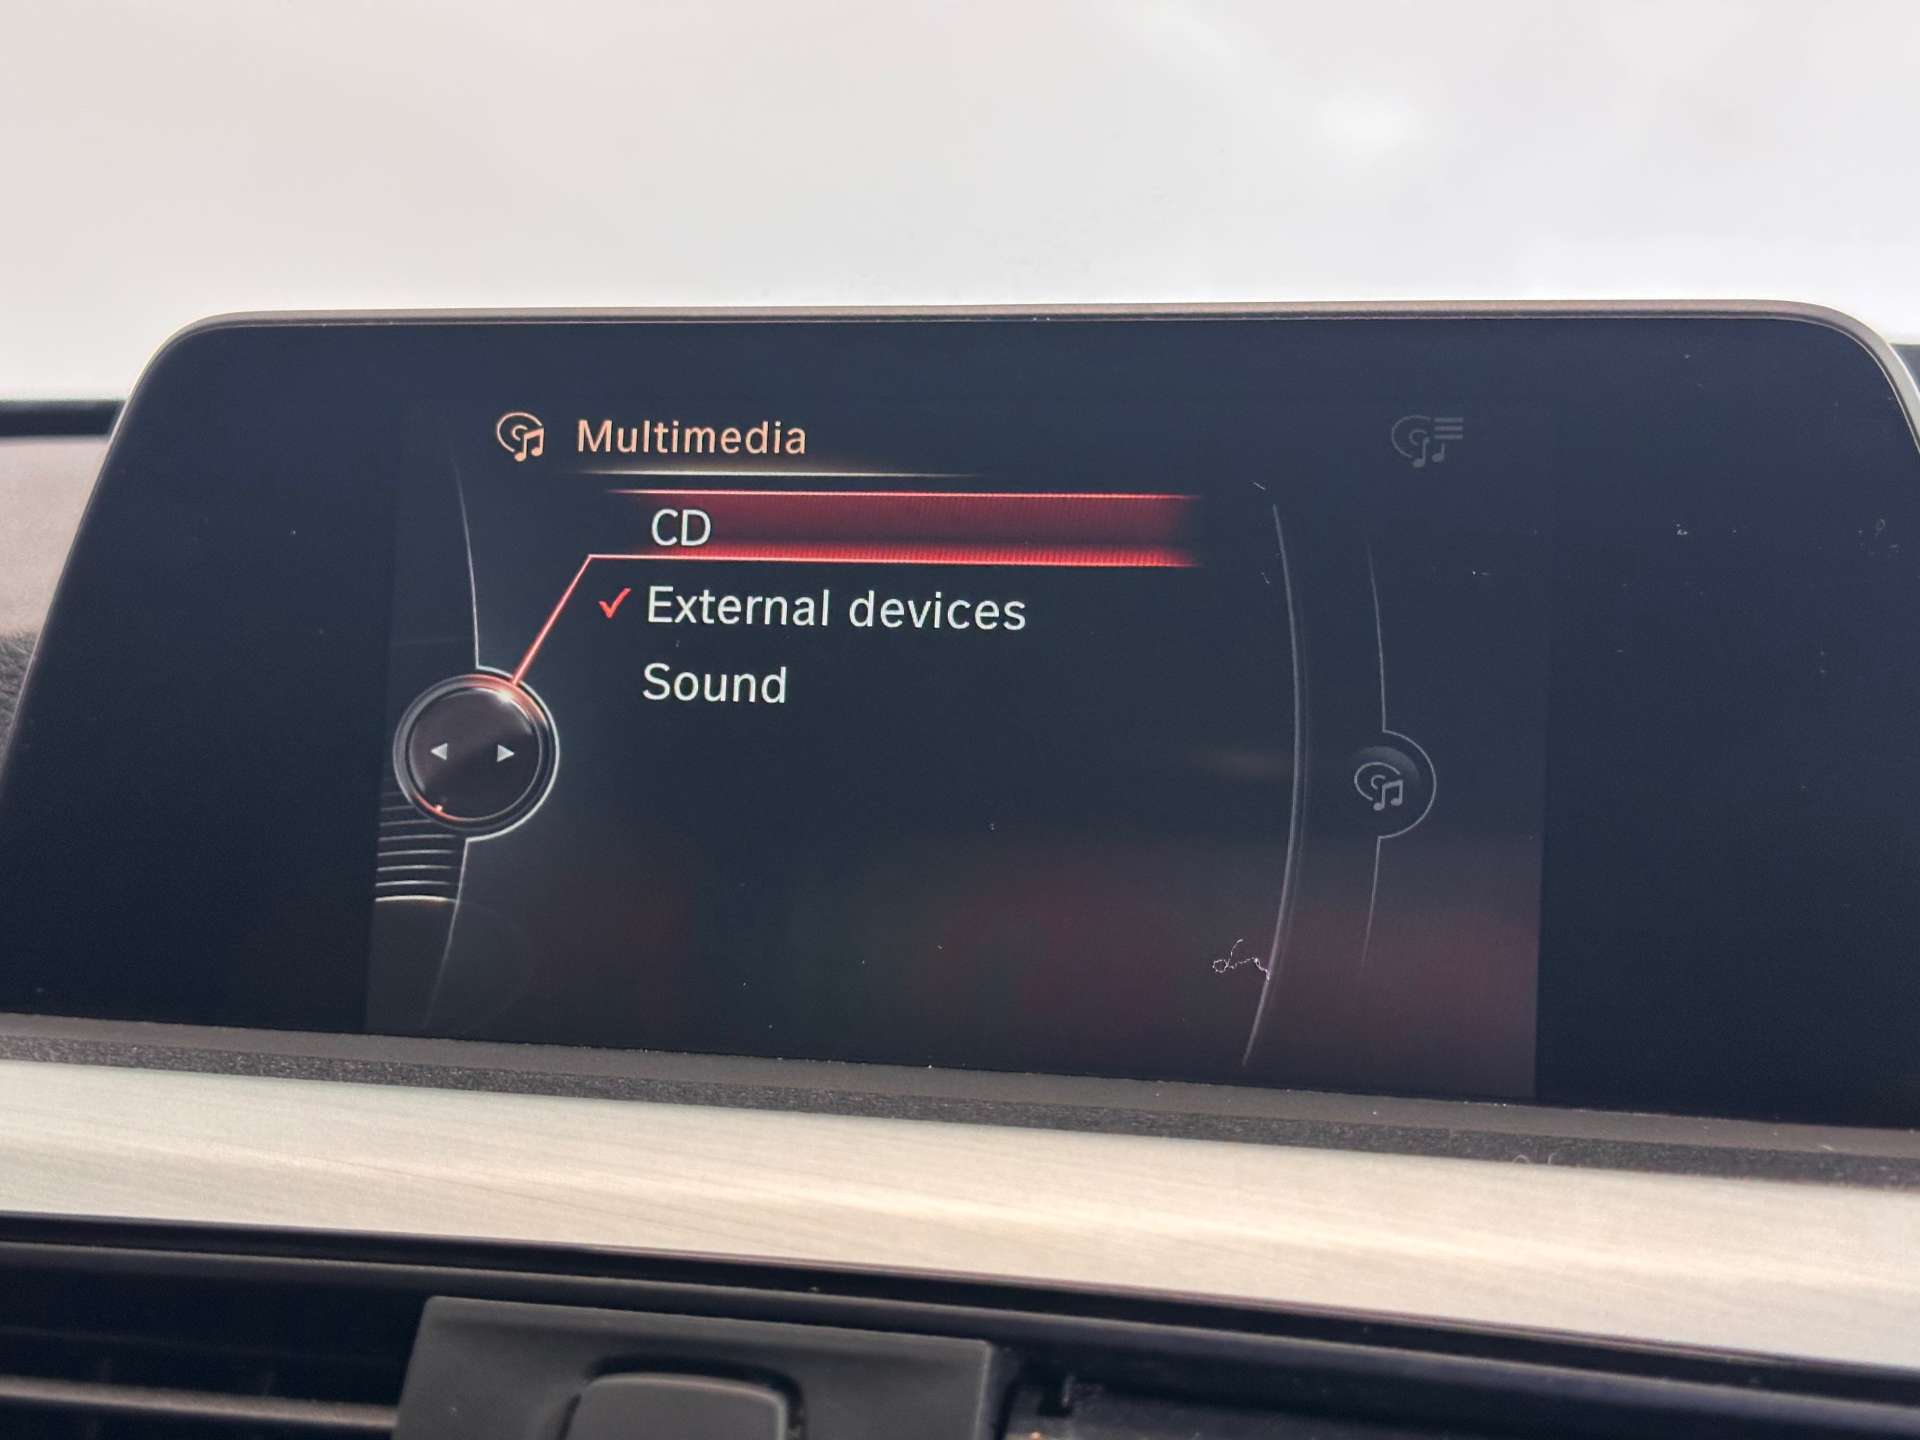 Multimedia
CD
External devices
Sound